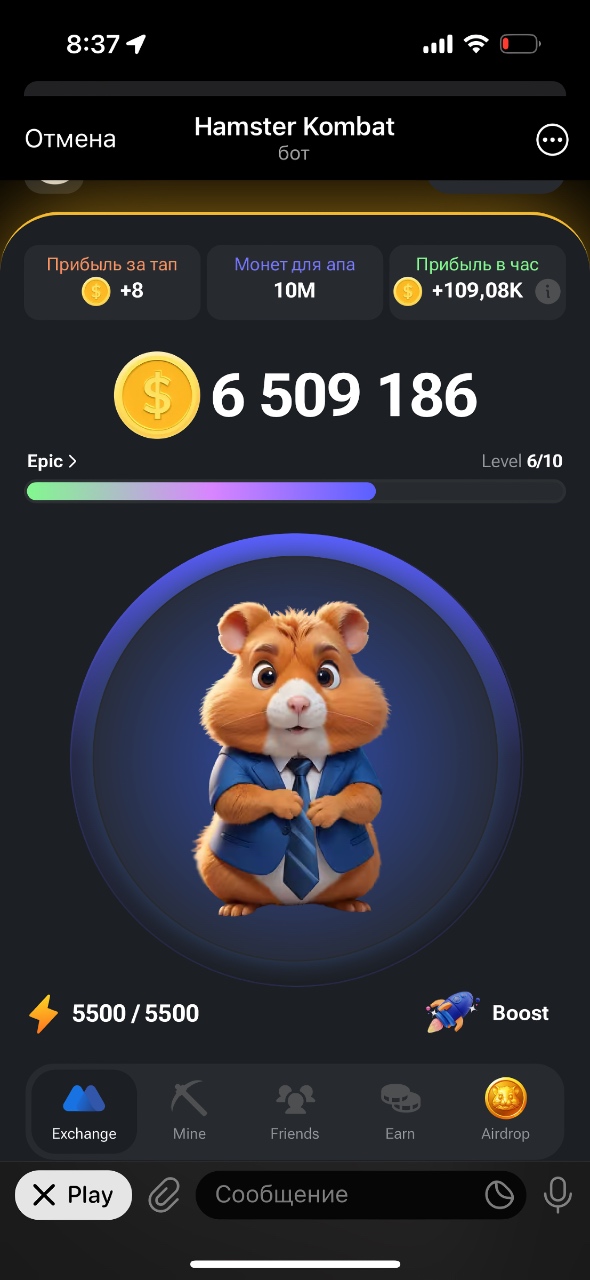 8:37
Отмена
Hamster Kombat
бот
Прибыль за тап
+8
Монет для апа
10M
Прибыль в час
+109,08K
6 509 186
Epic >
Level 6/10
5500 / 5500
Boost
Exchange
Mine
Friends
Earn
Airdrop
Play
Сообщение